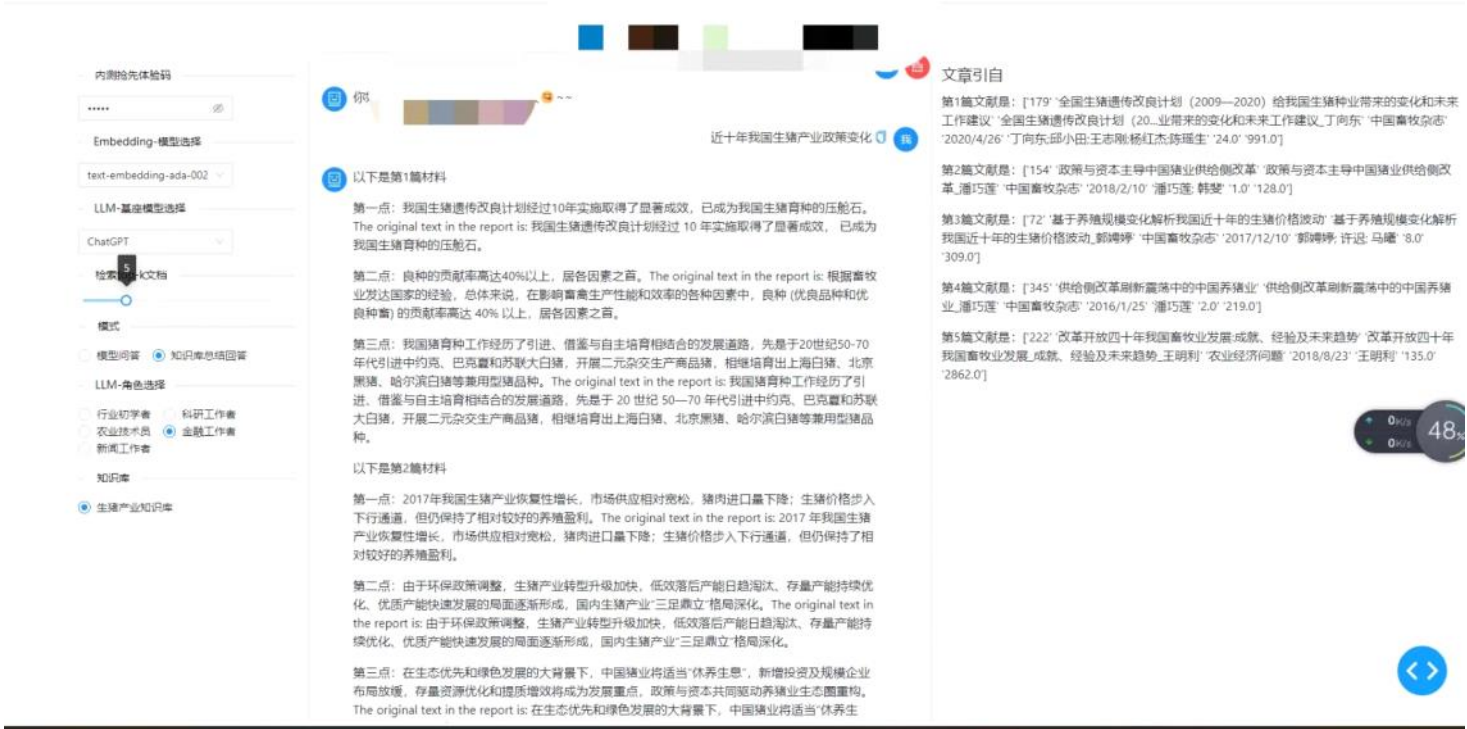 内测抢先体验码
•••••
Embedding-模型选择
text-embedding-ada-002
LLM-基座模型选择
ChatGPT
检索 k文档
5
模式
模型问答
知识库总结回答
LLM-角色选择
行业初学者
科研工作者
农业技术员
金融工作者
新闻工作者
知识库
生猪产业知识库
~~
近十年我国生猪产业政策变化
我
以下是第1篇材料
第一点：我国生猪遗传改良计划经过10年实施取得了显著成效，已成为我国生猪育种的压舱石。
The original text in the report is: 我国生猪遗传改良计划经过 10 年实施取得了显著成效， 已成为
我国生猪育种的压舱石。
第二点：良种的贡献率高达40%以上，居各因素之首。The original text in the report is: 根据畜牧
业发达国家的经验，总体来说，在影响畜禽生产性能和效率的各种因素中，良种 (优良品种和优
良种畜) 的贡献率高达 40% 以上，居各因素之首。
第三点：我国猪育种工作经历了引进、借鉴与自主培育相结合的发展道路，先是于20世纪50-70
年代引进中约克、巴克夏和苏联大白猪，开展二元杂交生产商品猪，相继培育出上海白猪、北京
黑猪、哈尔滨白猪等兼用型猪品种。The original text in the report is: 我国猪育种工作经历了引
进、借鉴与自主培育相结合的发展道路，先是于 20 世纪 50—70 年代引进中约克、巴克夏和苏联
大白猪，开展二元杂交生产商品猪，相继培育出上海白猪、北京黑猪、哈尔滨白猪等兼用型猪品
种。
以下是第2篇材料
第一点：2017年我国生猪产业恢复性增长，市场供应相对宽松，猪肉进口量下降；生猪价格步入
下行通道，但仍保持了相对较好的养殖盈利。The original text in the report is: 2017 年我国生猪
产业恢复性增长，市场供应相对宽松，猪肉进口量下降；生猪价格步入下行通道，但仍保持了相
对较好的养殖盈利。
第二点：由于环保政策调整，生猪产业转型升级加快，低效落后产能日趋淘汰、存量产能持续优
化、优质产能快速发展的局面逐渐形成，国内生猪产业“三足鼎立”格局深化。The original text in
the report is: 由于环保政策调整，生猪产业转型升级加快，低效落后产能日趋淘汰、存量产能持
续优化、优质产能快速发展的局面逐渐形成，国内生猪产业“三足鼎立”格局深化。
第三点：在生态优先和绿色发展的大背景下，中国猪业将适当“休养生息”，新增投资及规模企业
布局放缓，存量资源优化和提质增效将成为发展重点，政策与资本共同驱动养猪业生态圈重构。
The original text in the report is: 在生态优先和绿色发展的大背景下，中国猪业将适当“休养生
文章引自
第1篇文献是：['179' '全国生猪遗传改良计划（2009—2020）给我国生猪种业带来的变化和未来
工作建议' '全国生猪遗传改良计划（20...业带来的变化和未来工作建议_丁向东' '中国畜牧杂志'
'2020/4/26' '丁向东;邱小田;王志刚;杨红杰;陈瑶生' '24.0' '991.0']
第2篇文献是：['154' '政策与资本主导中国猪业供给侧改革' '政策与资本主导中国猪业供给侧改
革_潘巧莲' '中国畜牧杂志' '2018/2/10' '潘巧莲; 韩斐' '1.0' '128.0']
第3篇文献是：['72' '基于养殖规模变化解析我国近十年的生猪价格波动' '基于养殖规模变化解析
我国近十年的生猪价格波动_郭娉婷' '中国畜牧杂志' '2017/12/10' '郭娉婷; 许迟; 马曦' '8.0'
'309.0']
第4篇文献是：['345' '供给侧改革刷新震荡中的中国养猪业' '供给侧改革刷新震荡中的中国养猪
业_潘巧莲' '中国畜牧杂志' '2016/1/25' '潘巧莲' '2.0' '219.0']
第5篇文献是：['222' '改革开放四十年我国畜牧业发展:成就、经验及未来趋势' '改革开放四十年
我国畜牧业发展_成就、经验及未来趋势_王明利' '农业经济问题' '2018/8/23' '王明利' '135.0'
'2862.0']
0K/s
0K/s
48%